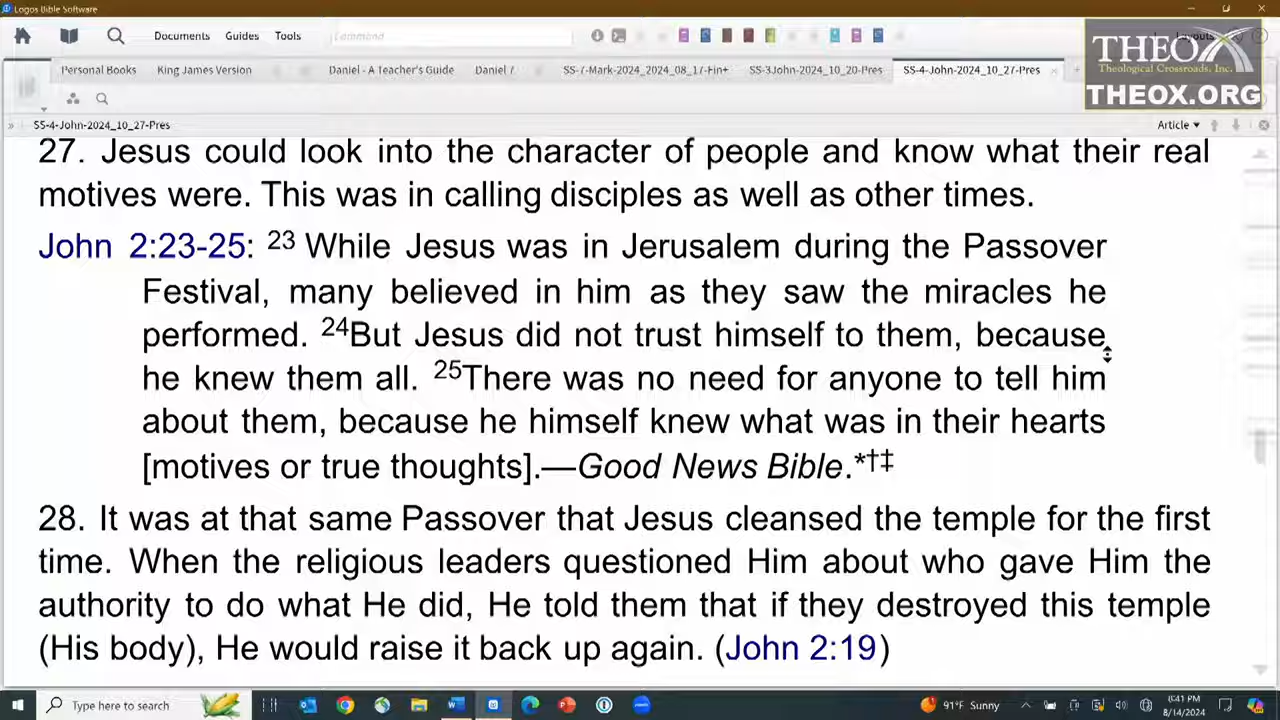 Logos Bible Software
Documents Guides Tools Command
THEOX
Theological Crossroads, Inc.
THEOX.ORG
Personal Books King James Version SS-7-Mark-2024_2024_08_17-Fin+ SS-3John-2024_10_20-Pres SS-4-John-2024_10_27-Pres
SS-4-John-2024_10_27-Pres Article
27. Jesus could look into the character of people and know what their real
motives were. This was in calling disciples as well as other times.
John 2:23-25: 23 While Jesus was in Jerusalem during the Passover
Festival, many believed in him as they saw the miracles he
performed. 24But Jesus did not trust himself to them, because
he knew them all. 25There was no need for anyone to tell him
about them, because he himself knew what was in their hearts
[motives or true thoughts].—Good News Bible.*†‡
28. It was at that same Passover that Jesus cleansed the temple for the first
time. When the religious leaders questioned Him about who gave Him the
authority to do what He did, He told them that if they destroyed this temple
(His body), He would raise it back up again. (John 2:19)
Type here to search 91°F Sunny
8/14/2024